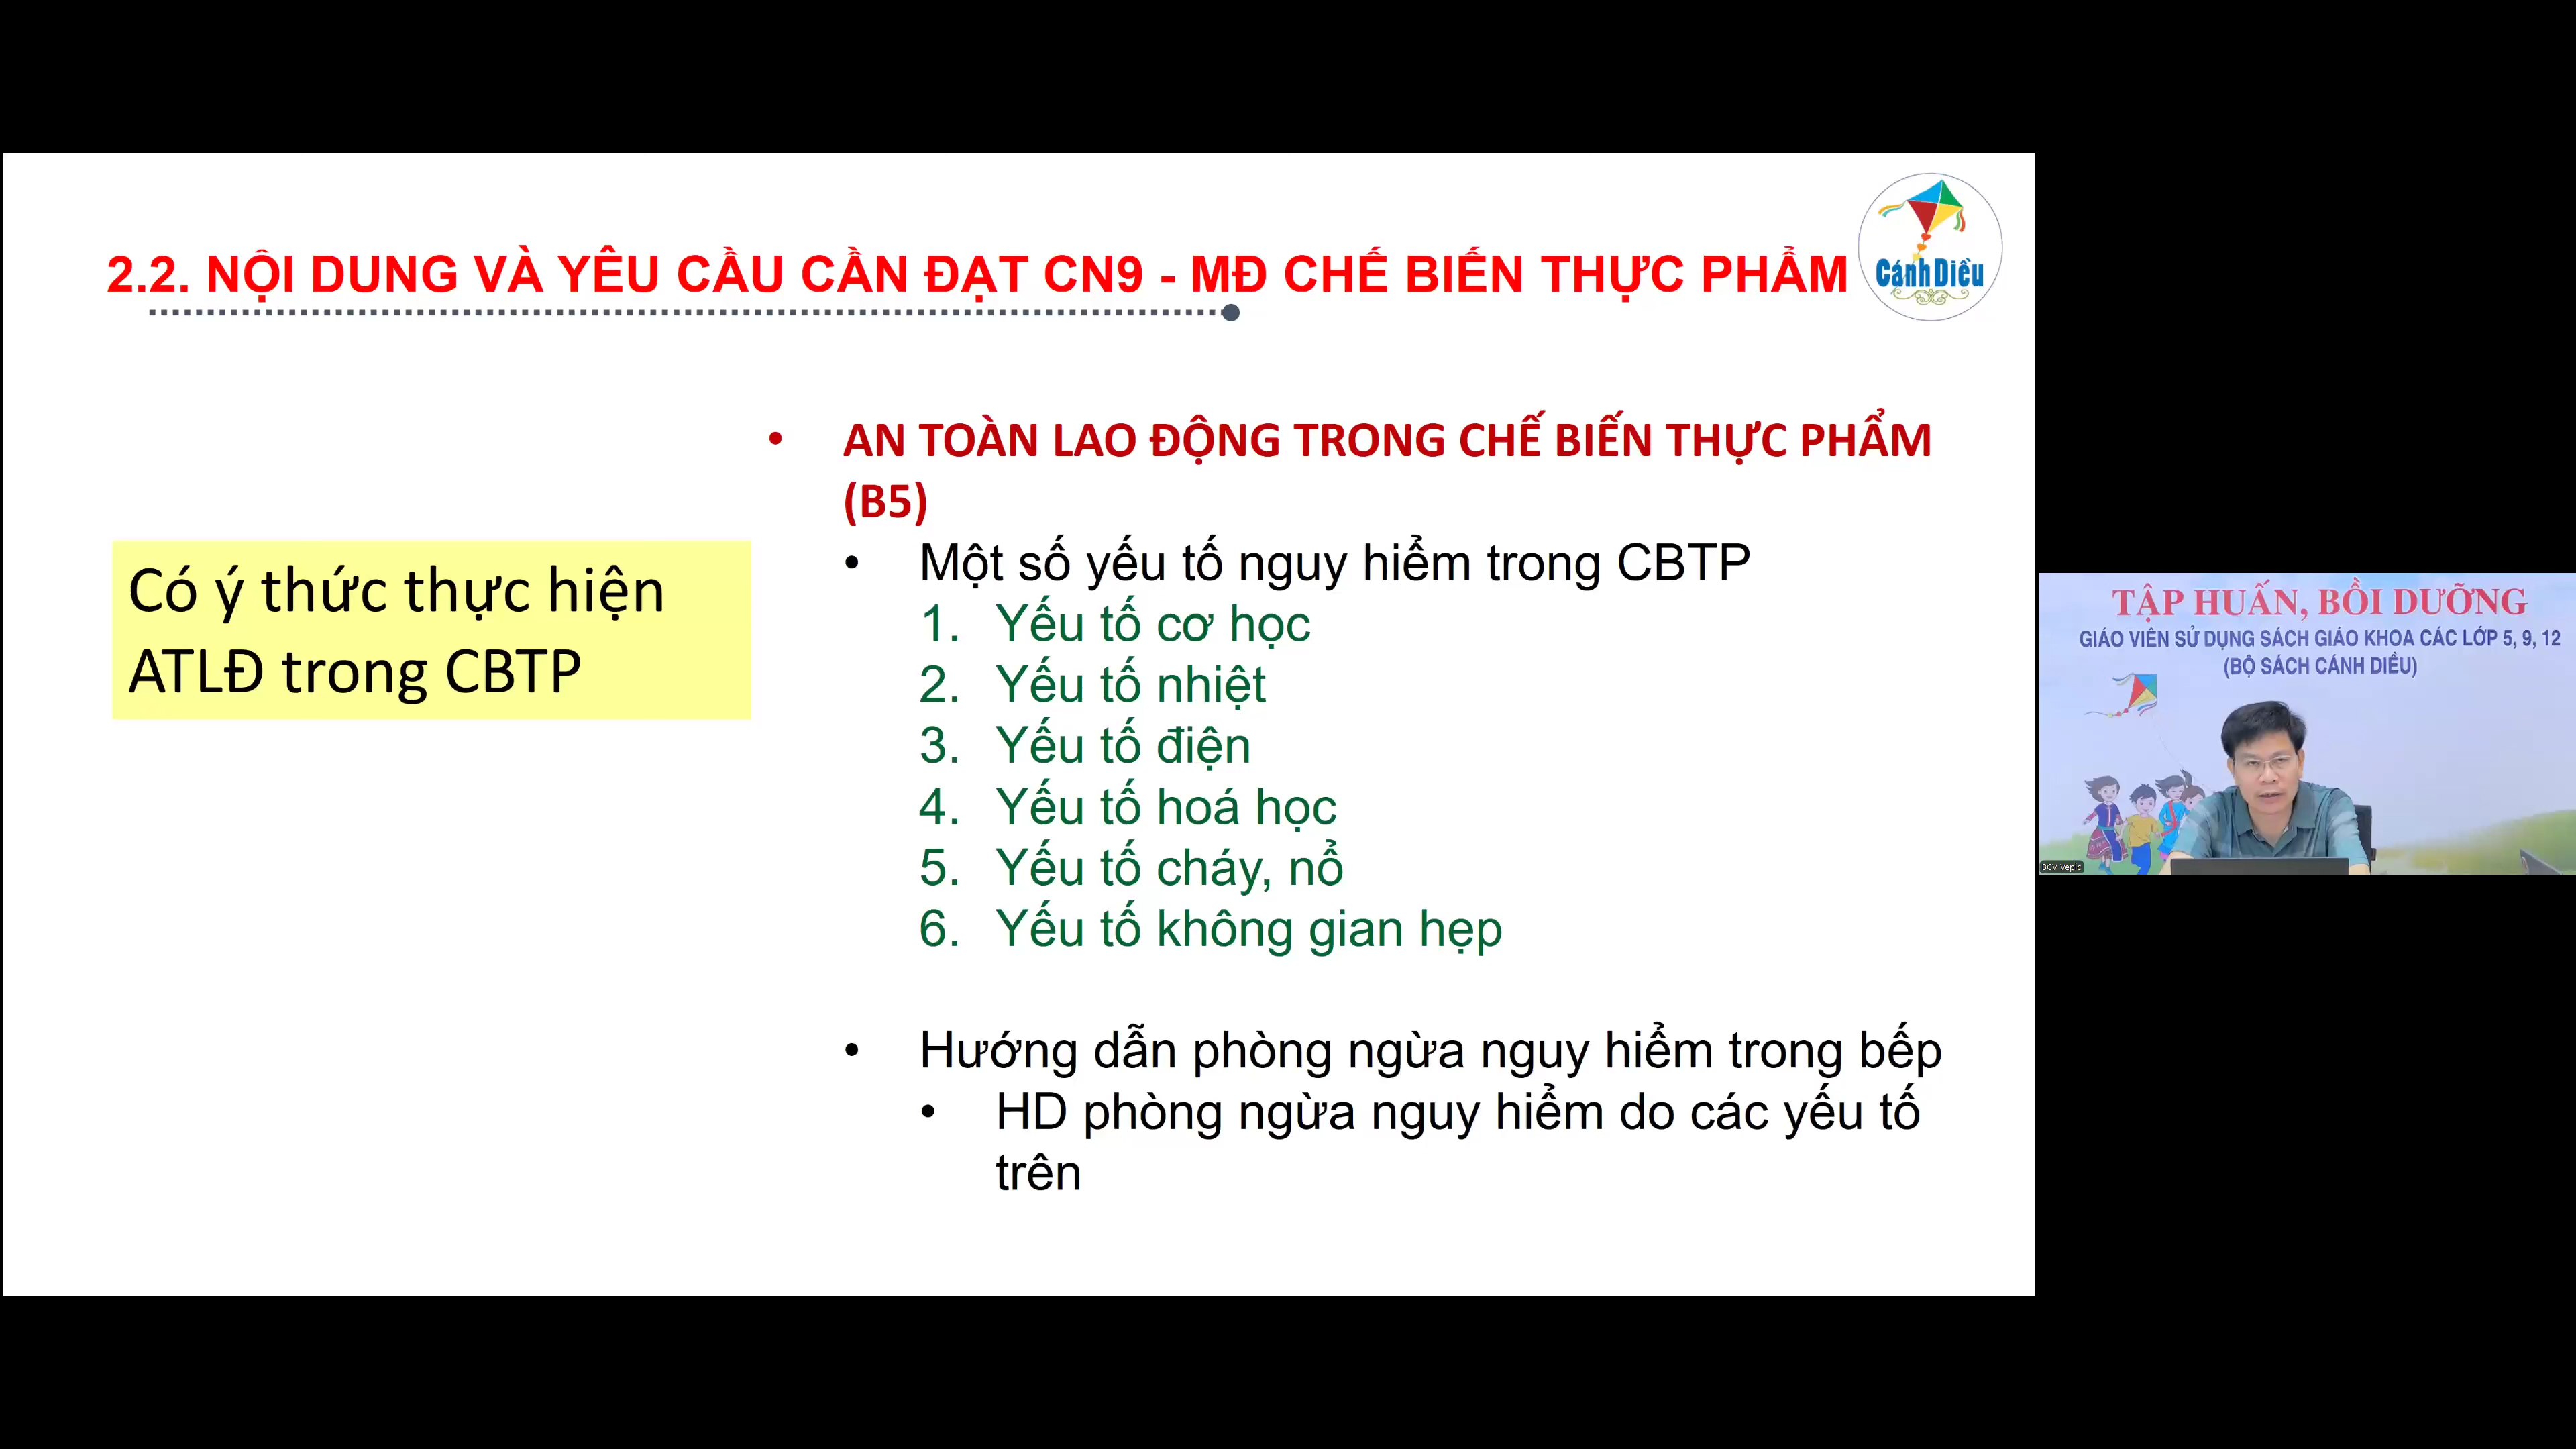 2.2. NỘI DUNG VÀ YÊU CẦU CẦN ĐẠT CN9 - MĐ CHẾ BIẾN THỰC PHẨM
Cánh Diều
Có ý thức thực hiện
ATLĐ trong CBTP
• AN TOÀN LAO ĐỘNG TRONG CHẾ BIẾN THỰC PHẨM
(B5)
• Một số yếu tố nguy hiểm trong CBTP
1. Yếu tố cơ học
2. Yếu tố nhiệt
3. Yếu tố điện
4. Yếu tố hoá học
5. Yếu tố cháy, nổ
6. Yếu tố không gian hẹp
• Hướng dẫn phòng ngừa nguy hiểm trong bếp
• HD phòng ngừa nguy hiểm do các yếu tố
trên
TẬP HUẤN, BỒI DƯỠNG
GIÁO VIÊN SỬ DỤNG SÁCH GIÁO KHOA CÁC LỚP 5, 9, 12
(BỘ SÁCH CÁNH DIỀU)
BCV Vepic